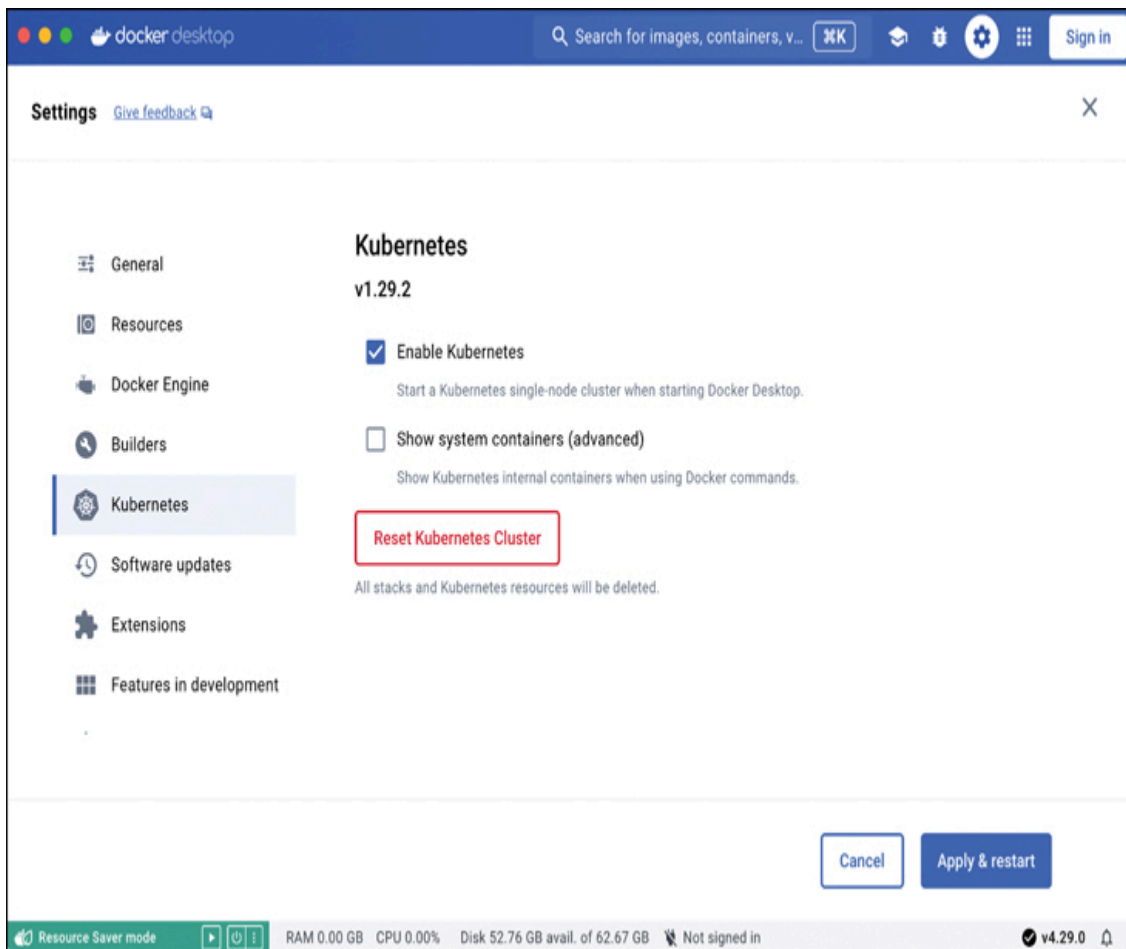 docker desktop
Search for images, containers, v... ⌘K
Sign in
Settings Give feedback
General
Resources
Docker Engine
Builders
Kubernetes
Software updates
Extensions
Features in development
Kubernetes
v1.29.2
Enable Kubernetes
Start a Kubernetes single-node cluster when starting Docker Desktop.
Show system containers (advanced)
Show Kubernetes internal containers when using Docker commands.
Reset Kubernetes Cluster
All stacks and Kubernetes resources will be deleted.
Cancel
Apply & restart
Resource Saver mode
RAM 0.00 GB CPU 0.00% Disk 52.76 GB avail. of 62.67 GB Not signed in
v4.29.0